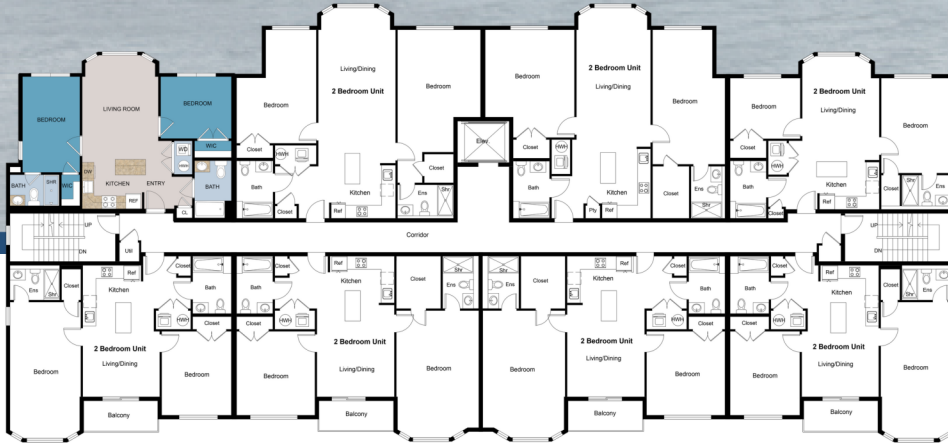 BEDROOM
LIVING ROOM
BEDROOM
WIC
WD
HWH
BATH
SHR
WIC
DW
KITCHEN
ENTRY
REF
BATH
CL
Living/Dining
2 Bedroom Unit
Bedroom
Bedroom
Closet
HWH
Bath
Closet
Kitchen
Ref
Closet
Ens
Shr
Elev
Bedroom
2 Bedroom Unit
Living/Dining
Bedroom
Closet
HWH
Bath
Kitchen
Pty
Ref
Closet
Ens
Shr
2 Bedroom Unit
Living/Dining
Bedroom
Bedroom
Closet
HWH
Bath
Closet
Kitchen
Ref
Closet
Shr
Ens
UP
DN
Util
Corridor
UP
DN
Ens
Shr
Closet
Ref
Kitchen
Closet
Bath
HWH
Closet
2 Bedroom Unit
Living/Dining
Bedroom
Bedroom
Balcony
Closet
Bath
HWH
Closet
Ref
Kitchen
Closet
Shr
Ens
2 Bedroom Unit
Living/Dining
Bedroom
Bedroom
Balcony
Shr
Ens
Closet
Ref
Kitchen
Closet
Bath
HWH
Closet
2 Bedroom Unit
Living/Dining
Bedroom
Bedroom
Balcony
Closet
Bath
HWH
Closet
Ref
Kitchen
Closet
Shr
Ens
2 Bedroom Unit
Living/Dining
Bedroom
Bedroom
Balcony